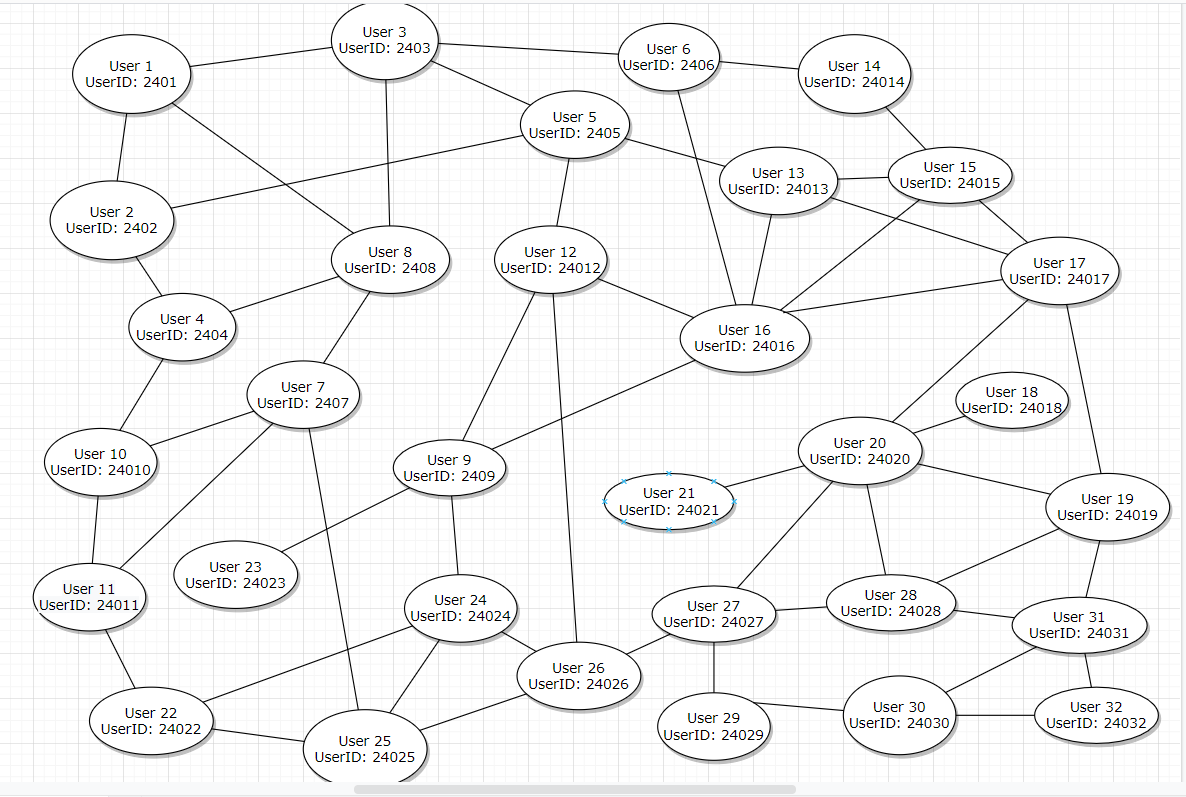 User 3
UserID: 2403
User 1
UserID: 2401
User 6
UserID: 2406
User 14
UserID: 24014
User 5
UserID: 2405
User 13
UserID: 24013
User 15
UserID: 24015
User 2
UserID: 2402
User 8
UserID: 2408
User 12
UserID: 24012
User 17
UserID: 24017
User 4
UserID: 2404
User 16
UserID: 24016
User 7
UserID: 2407
User 18
UserID: 24018
User 10
UserID: 24010
User 9
UserID: 2409
User 20
UserID: 24020
User 21
UserID: 24021
User 19
UserID: 24019
User 23
UserID: 24023
User 11
UserID: 24011
User 24
UserID: 24024
User 27
UserID: 24027
User 28
UserID: 24028
User 31
UserID: 24031
User 26
UserID: 24026
User 22
UserID: 24022
User 25
UserID: 24025
User 29
UserID: 24029
User 30
UserID: 24030
User 32
UserID: 24032